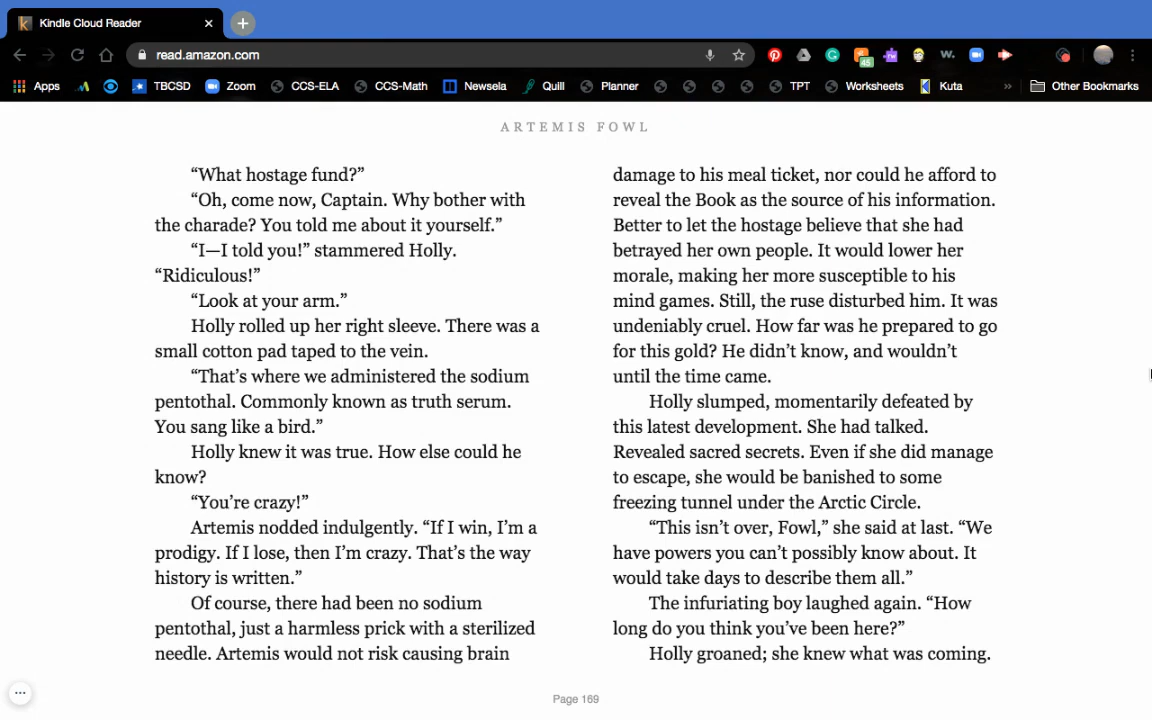 Kindle Cloud Reader
read.amazon.com
45
w.
Apps
TBCSD
Zoom
CCS-ELA
CCS-Math
Newsela
Quill
Planner
TPT
Worksheets
Kuta
Other Bookmarks
ARTEMIS FOWL
“What hostage fund?”
“Oh, come now, Captain. Why bother with
the charade? You told me about it yourself.”
“I—I told you!” stammered Holly.
“Ridiculous!”
“Look at your arm.”
Holly rolled up her right sleeve. There was a
small cotton pad taped to the vein.
“That’s where we administered the sodium
pentothal. Commonly known as truth serum.
You sang like a bird.”
Holly knew it was true. How else could he
know?
“You’re crazy!”
Artemis nodded indulgently. “If I win, I’m a
prodigy. If I lose, then I’m crazy. That’s the way
history is written.”
Of course, there had been no sodium
pentothal, just a harmless prick with a sterilized
needle. Artemis would not risk causing brain
damage to his meal ticket, nor could he afford to
reveal the Book as the source of his information.
Better to let the hostage believe that she had
betrayed her own people. It would lower her
morale, making her more susceptible to his
mind games. Still, the ruse disturbed him. It was
undeniably cruel. How far was he prepared to go
for this gold? He didn’t know, and wouldn’t
until the time came.
Holly slumped, momentarily defeated by
this latest development. She had talked.
Revealed sacred secrets. Even if she did manage
to escape, she would be banished to some
freezing tunnel under the Arctic Circle.
“This isn’t over, Fowl,” she said at last. “We
have powers you can’t possibly know about. It
would take days to describe them all.”
The infuriating boy laughed again. “How
long do you think you’ve been here?”
Holly groaned; she knew what was coming.
Page 169